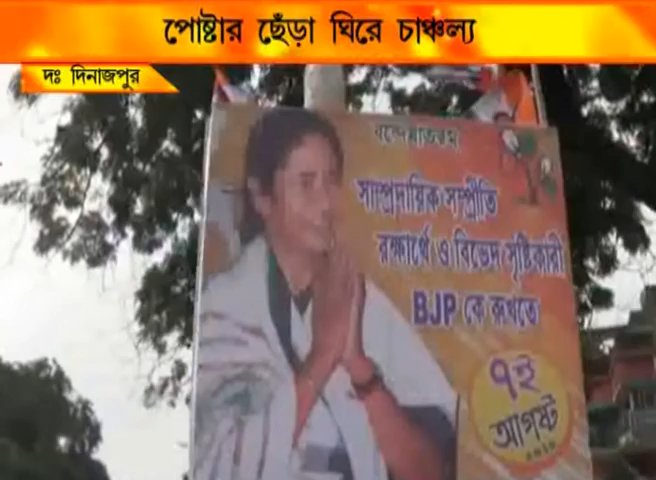 পোষ্টার ছেঁড়া ঘিরে চাঞ্চল্য
দঃ দিনাজপুর
বন্দেমাতরম
সাম্প্রদায়িক সম্প্রীতি
রক্ষার্থে ও বিভেদ সৃষ্টিকারী
BJP কে রুখতে
৭ই
আগষ্ট